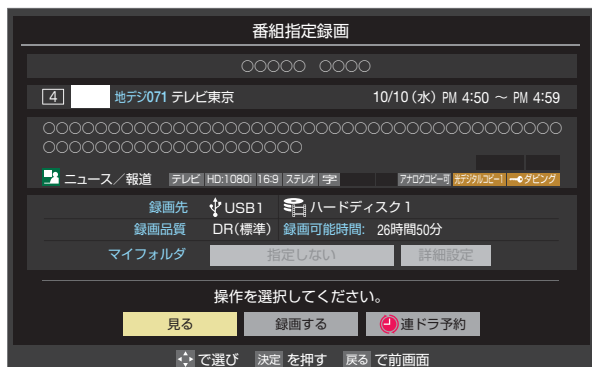 番組指定録画
○○○○○ ○○○○
4 地デジ071 テレビ東京 10/10(水) PM 4:50 ～ PM 4:59
○○○○○○○○○○○○○○○○○○○○○○○○○○○○○○○○○○○○○○○○
○○○○○○○○○○○○○○○○○○○○
ニュース／報道 テレビ HD:1080i 16:9 ステレオ 字 アナログコピー可 光デジタルコピー1 ダビング
録画先 USB1 ハードディスク1
録画品質 DR(標準) 録画可能時間: 26時間50分
マイフォルダ 指定しない 詳細設定
操作を選択してください。
見る 録画する 連ドラ予約
で選び 決定 を押す 戻る で前画面